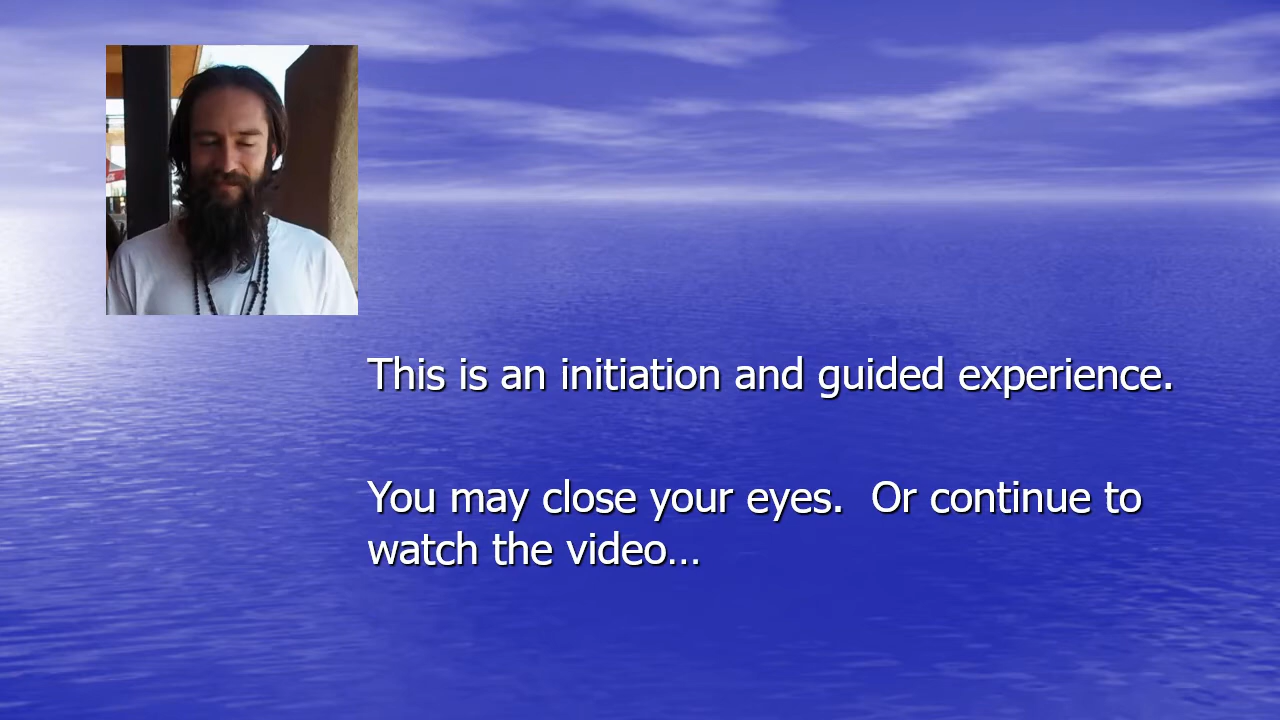 This is an initiation and guided experience.
You may close your eyes.  Or continue to
watch the video…